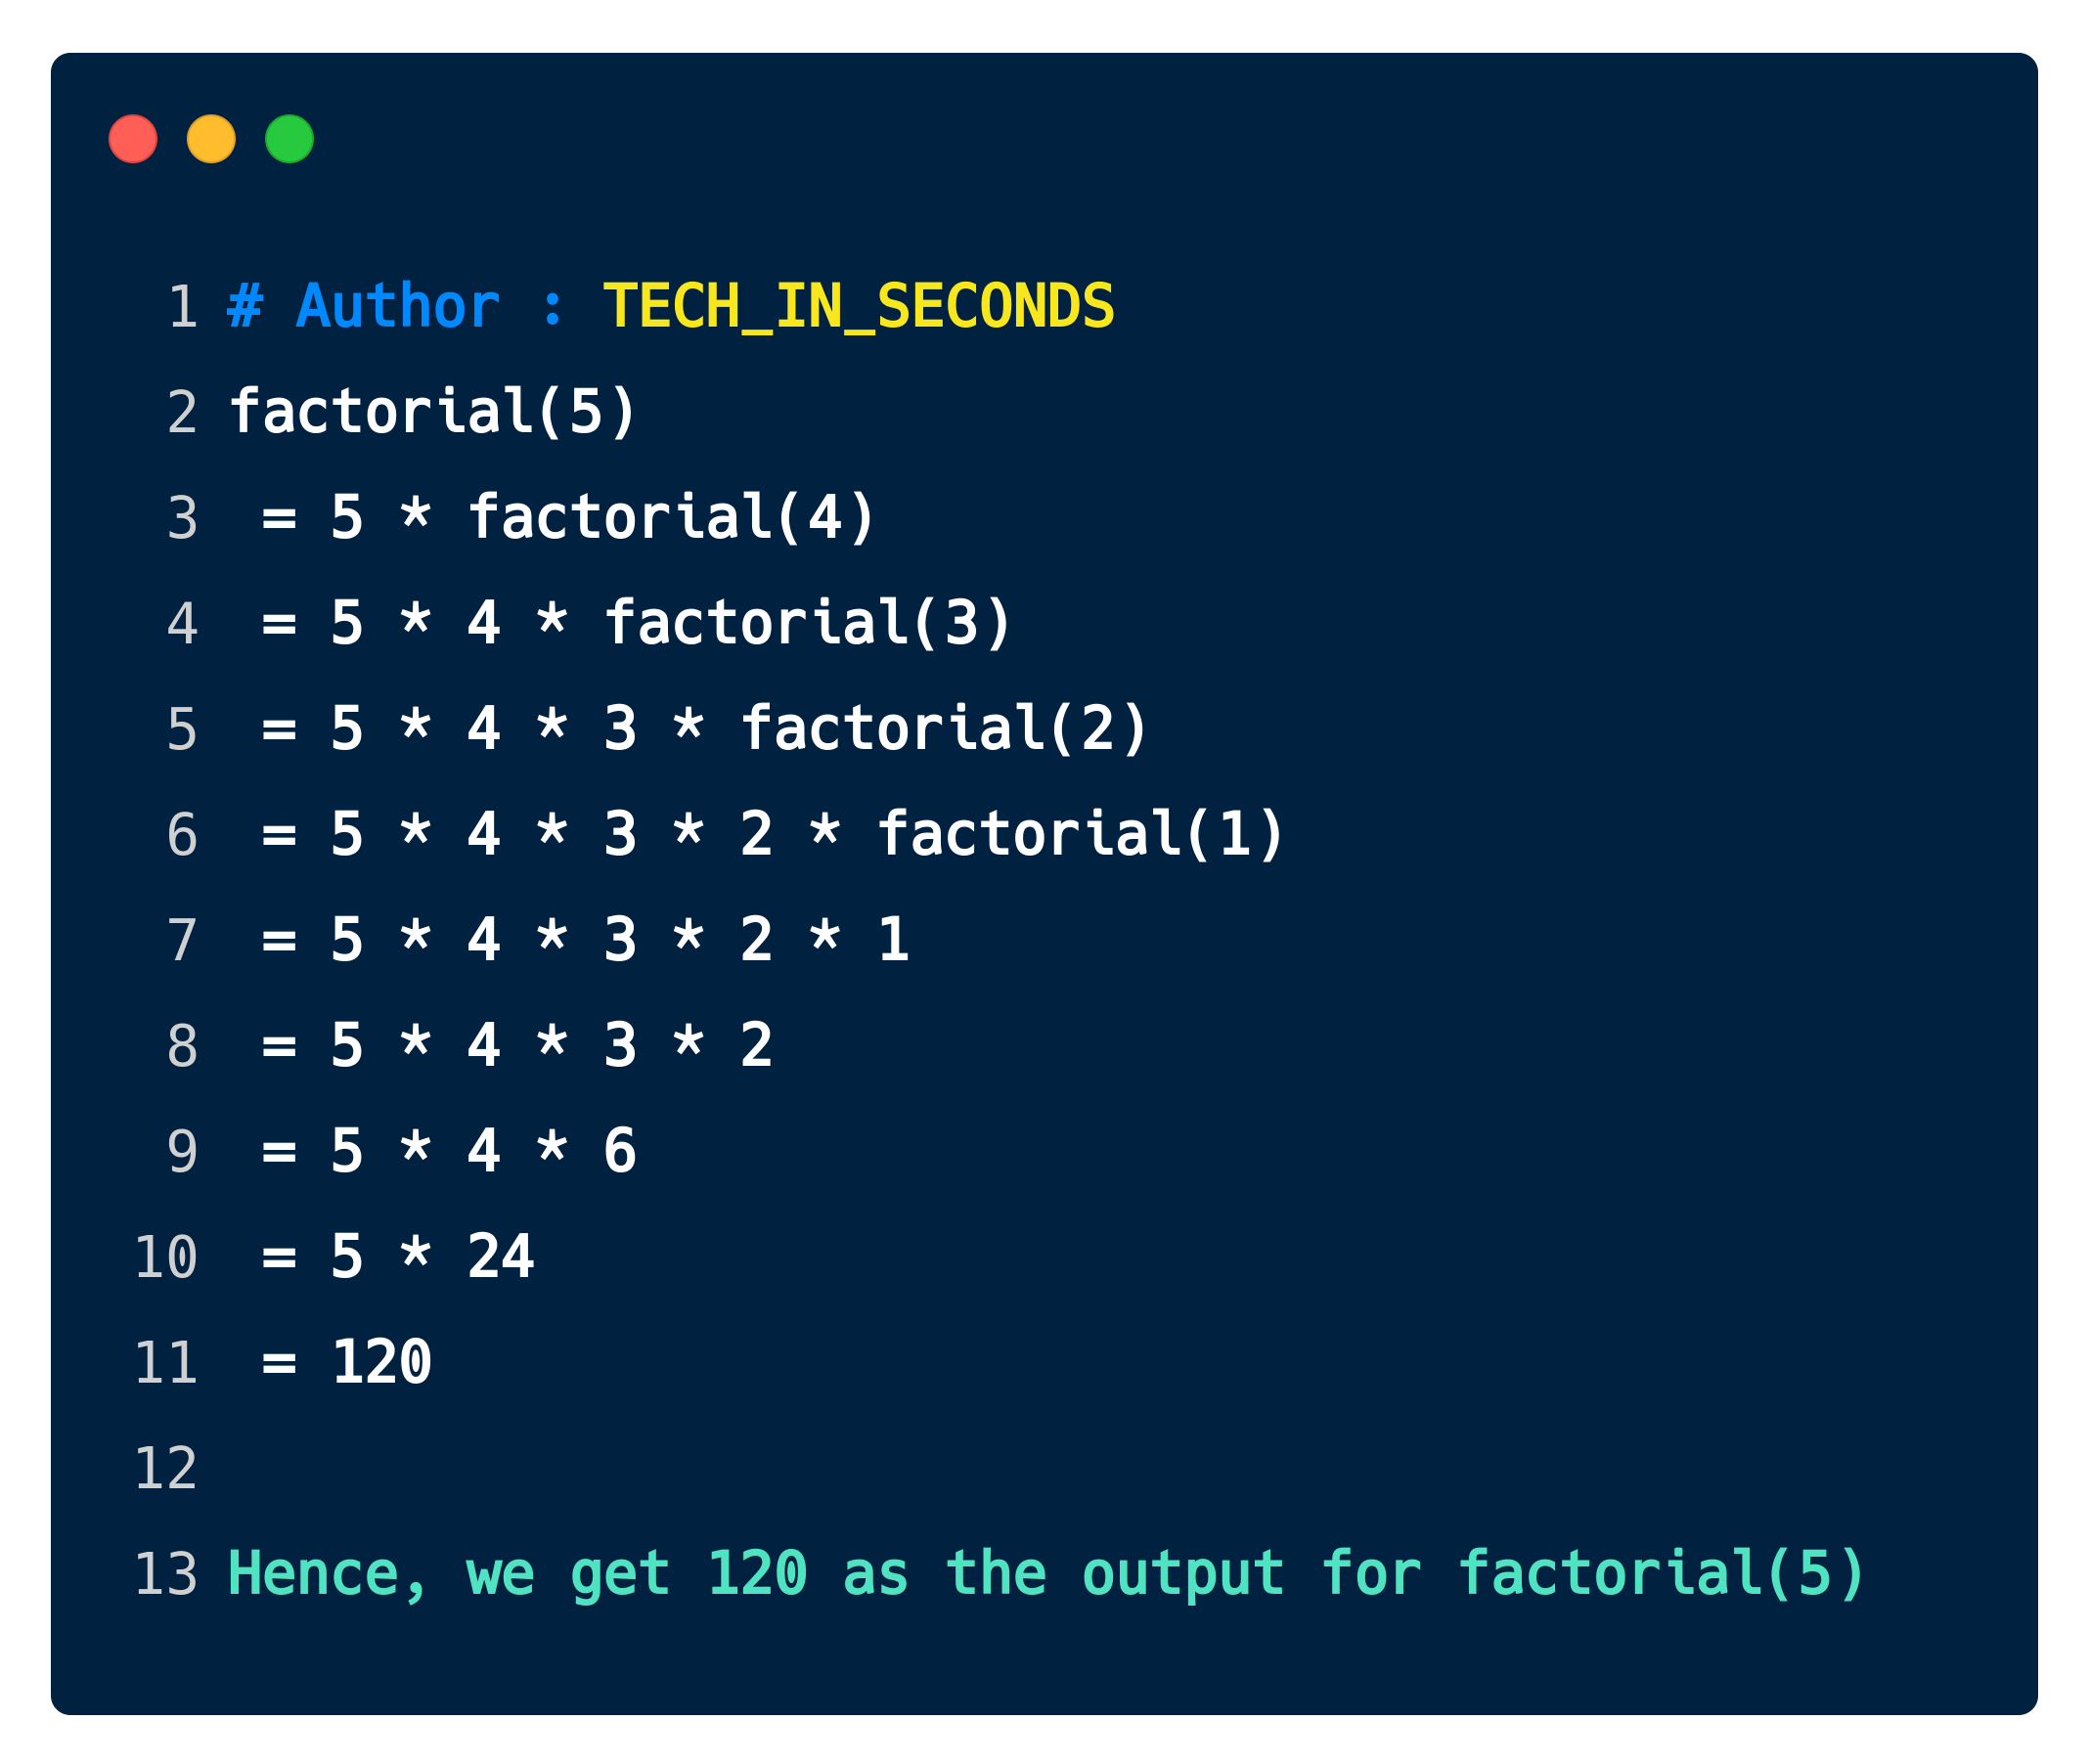 1 # Author : TECH_IN_SECONDS
2 factorial(5)
3  = 5 * factorial(4)
4  = 5 * 4 * factorial(3)
5  = 5 * 4 * 3 * factorial(2)
6  = 5 * 4 * 3 * 2 * factorial(1)
7  = 5 * 4 * 3 * 2 * 1
8  = 5 * 4 * 3 * 2
9  = 5 * 4 * 6
10  = 5 * 24
11  = 120
12
13 Hence, we get 120 as the output for factorial(5)